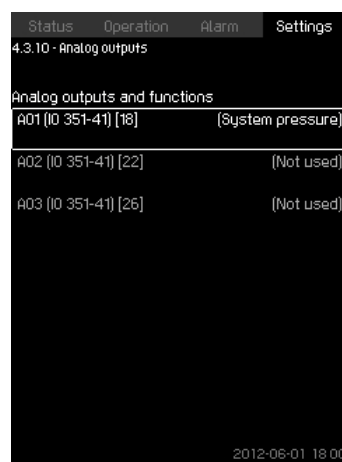 Status Operation Alarm Settings
4.3.10 - Analog outputs
Analog outputs and functions
AO1 (IO 351-41) [18] (System pressure)
AO2 (IO 351-41) [22] (Not used)
AO3 (IO 351-41) [26] (Not used)
2012-06-01 18:00